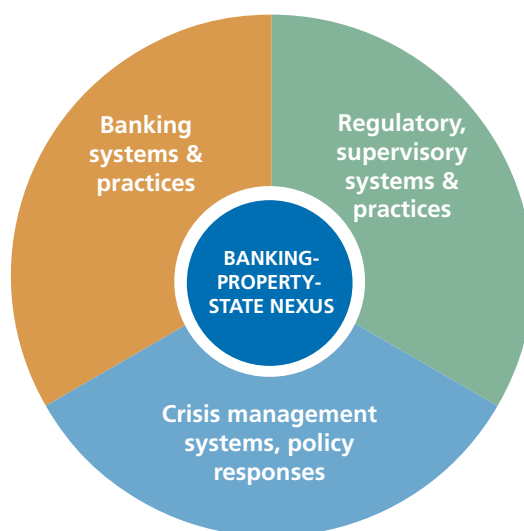 Banking
systems &
practices
Regulatory,
supervisory
systems &
practices
BANKING-
PROPERTY-
STATE NEXUS
Crisis management
systems, policy
responses